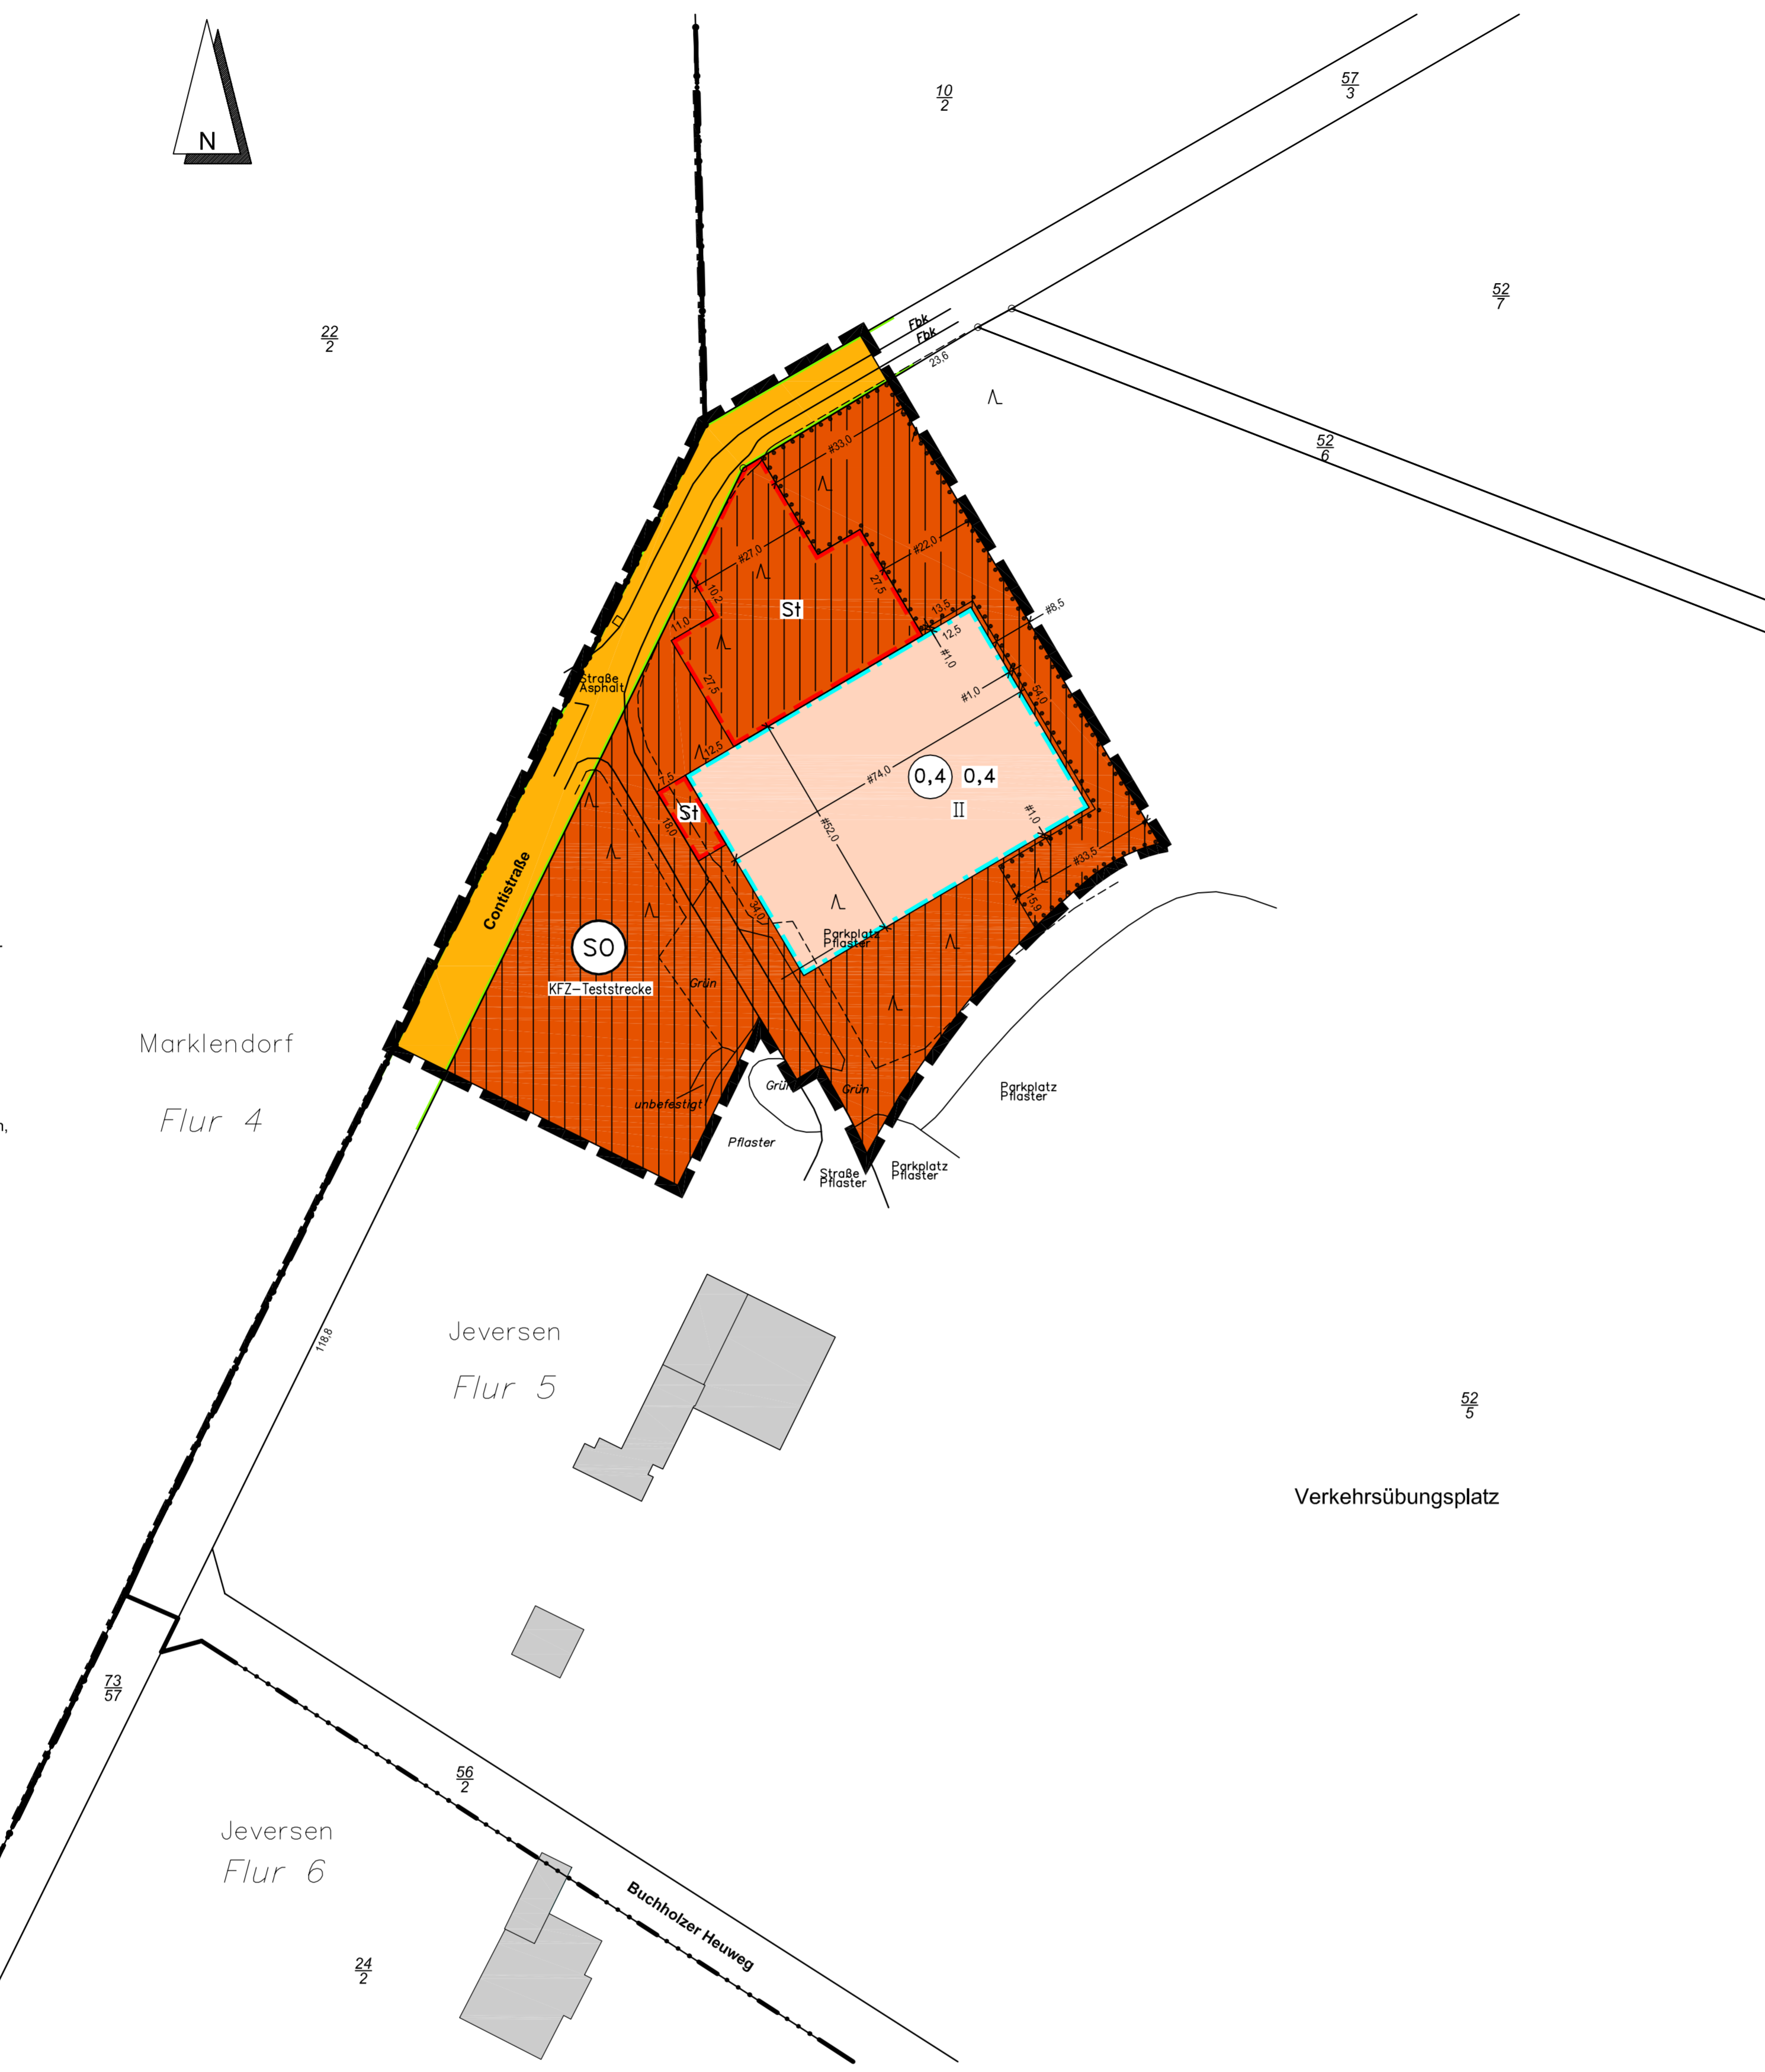 N
10
2
57
3
22
2
52
7
52
6
Fbk
Fbk
23,6
#33,0
#27,0
#22,0
27,5
10,2
11,0
St
13,5
12,5
#1,0
#8,5
Straße
Asphalt
27,5
#1,0
54,0
12,5
7,5
#74,0
0,4
0,4
II
St
18,0
#52,0
#1,0
#33,5
Contistraße
34,0
15,9
Parkplatz
Pflaster
SO
KFZ-Teststrecke
Grün
Marklendorf
Flur 4
n,
unbefestigt
Grün
Grün
Parkplatz
Pflaster
Pflaster
Straße
Pflaster
Parkplatz
Pflaster
118,8
Jeversen
Flur 5
52
5
Verkehrsübungsplatz
73
57
56
2
Jeversen
Flur 6
Buchholzer Heuweg
24
2